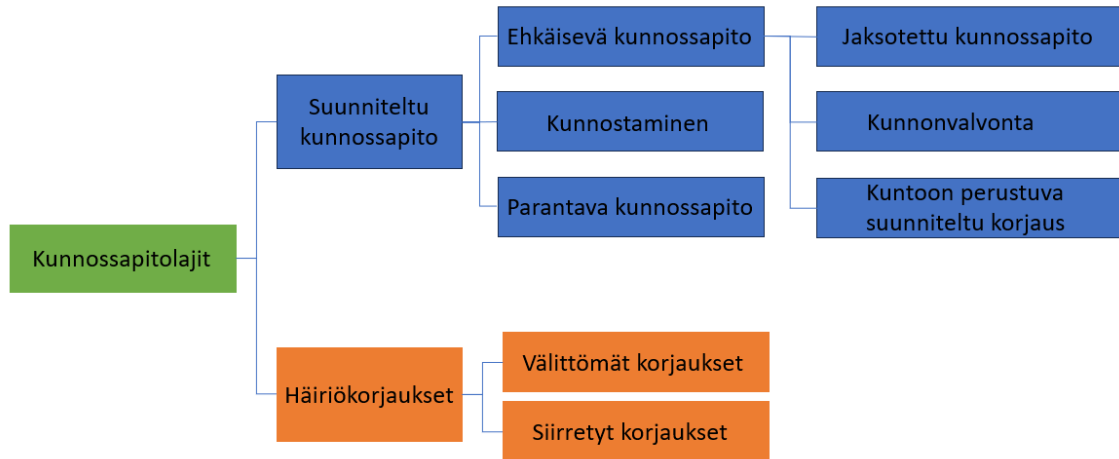 Kunnossapitolajit
Suunniteltu
kunnossapito
Ehkäisevä kunnossapito
Jaksotettu kunnossapito
Kunnonvalvonta
Kuntoon perustuva
suunniteltu korjaus
Kunnostaminen
Parantava kunnossapito
Häiriökorjaukset
Välittömät korjaukset
Siirretyt korjaukset